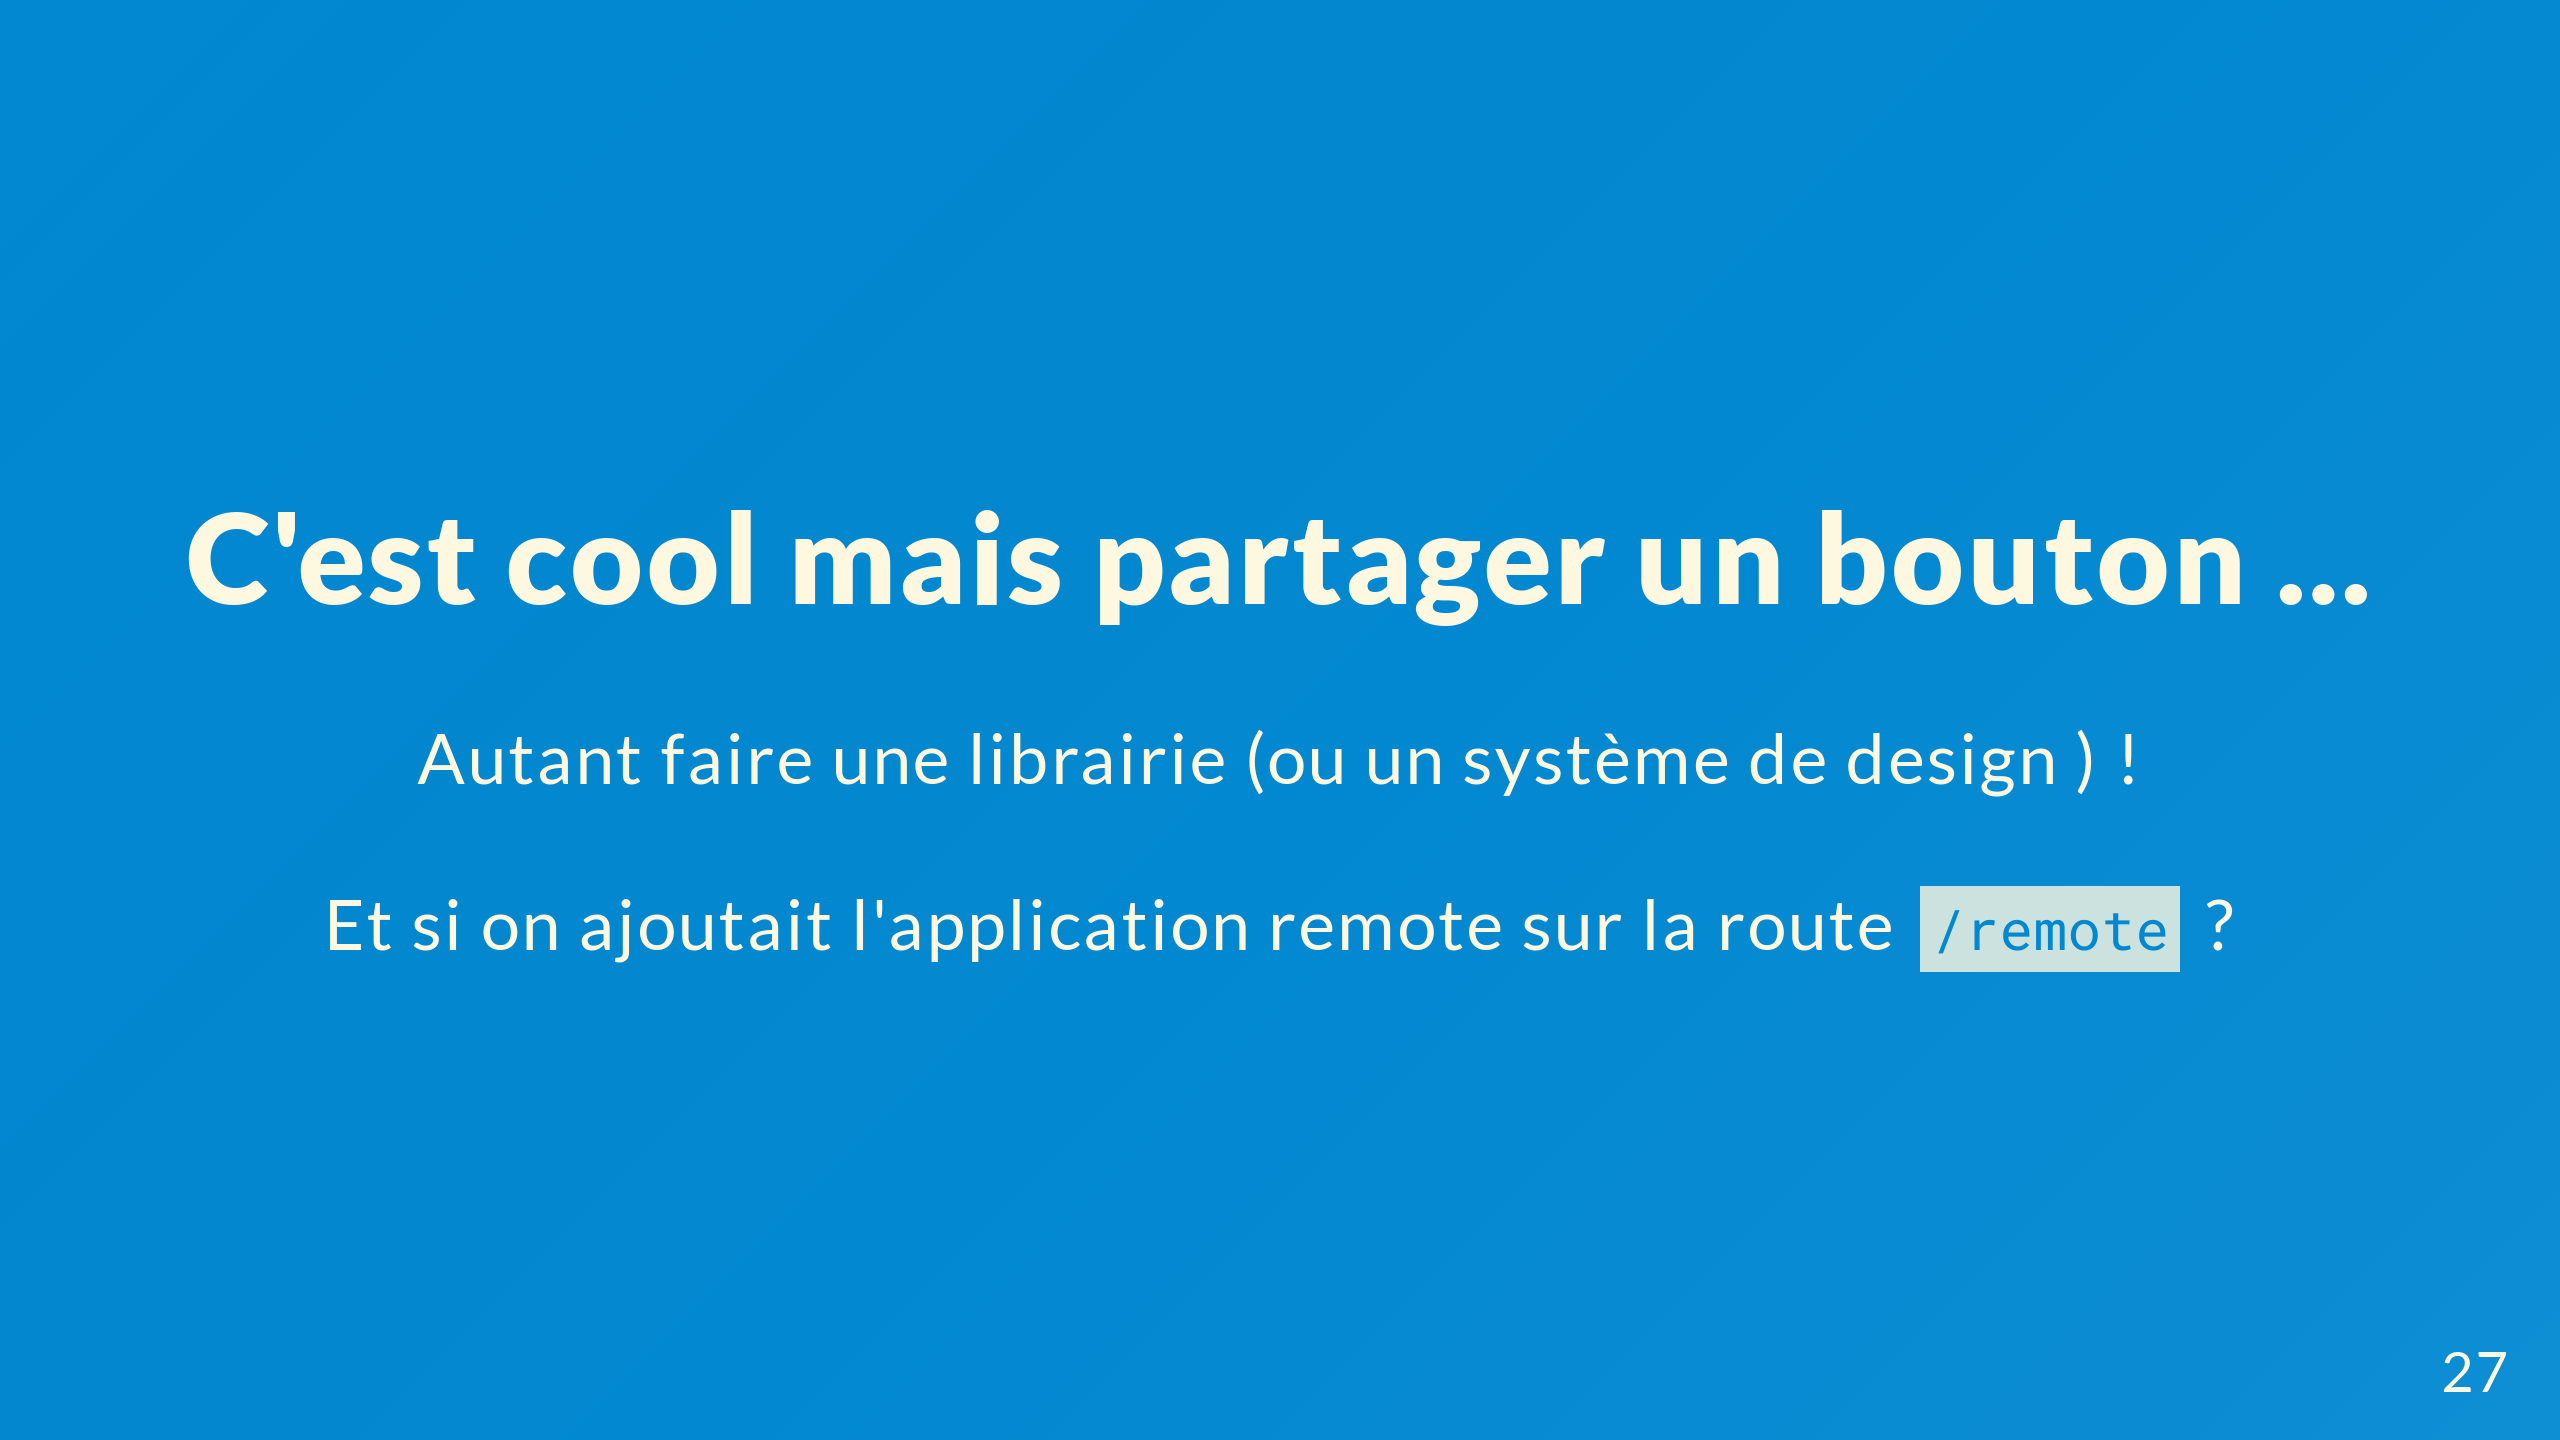 C'est cool mais partager un bouton ...
Autant faire une librairie (ou un système de design ) !
Et si on ajoutait l'application remote sur la route /remote ?
27